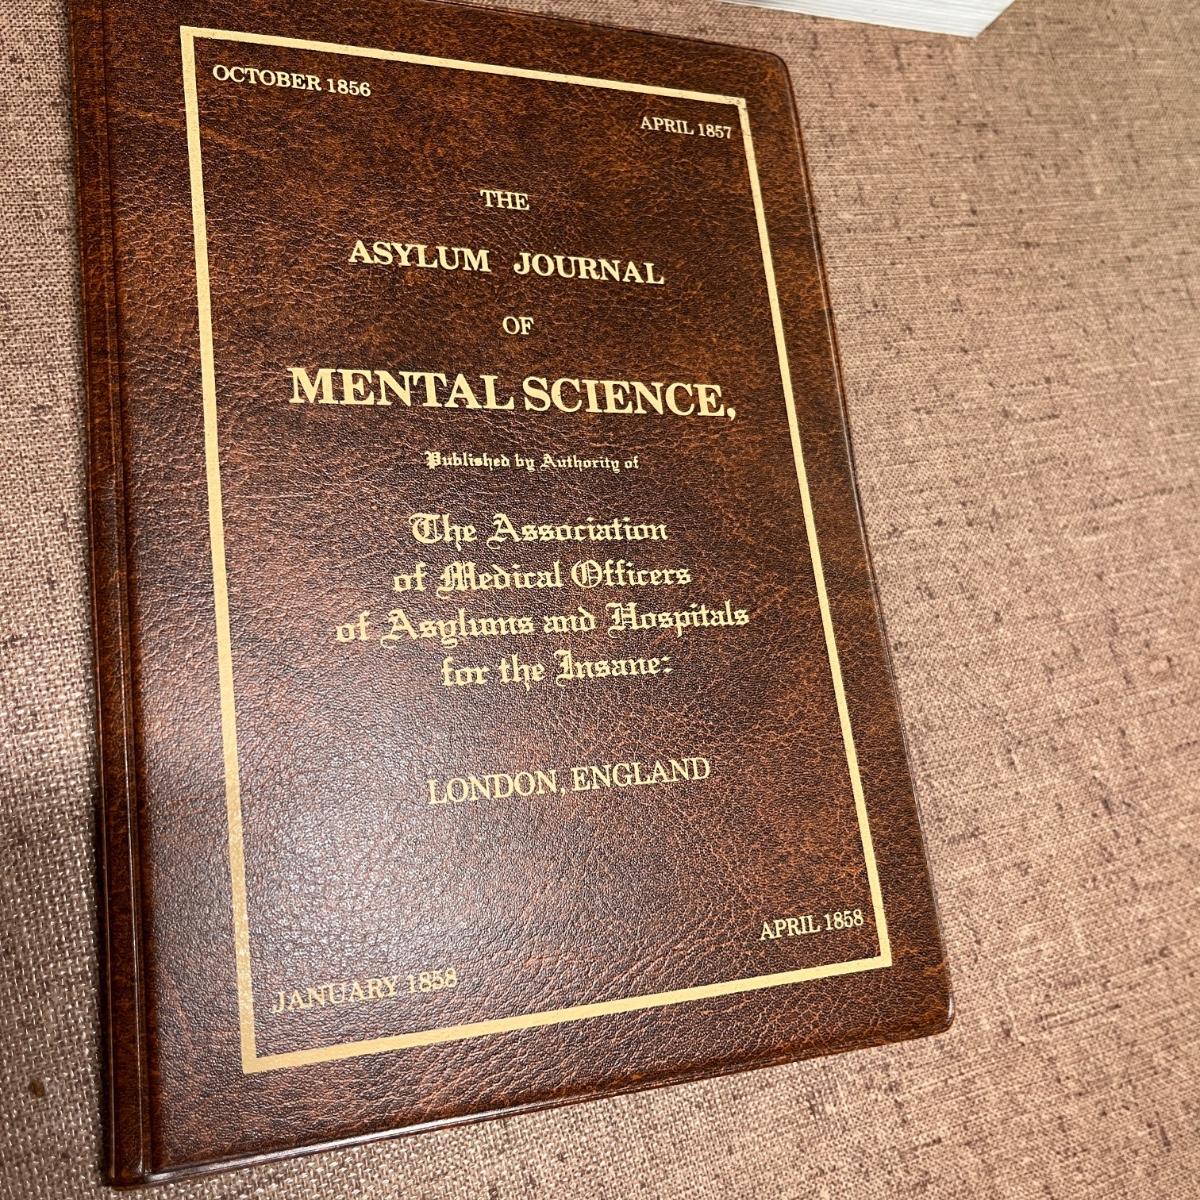 OCTOBER 1856
APRIL 1857
THE
ASYLUM JOURNAL
OF
MENTAL SCIENCE,
Published by Authority of
The Association
of Medical Officers
of Asylums and Hospitals
for the Insane:
LONDON, ENGLAND
APRIL 1858
JANUARY 1858